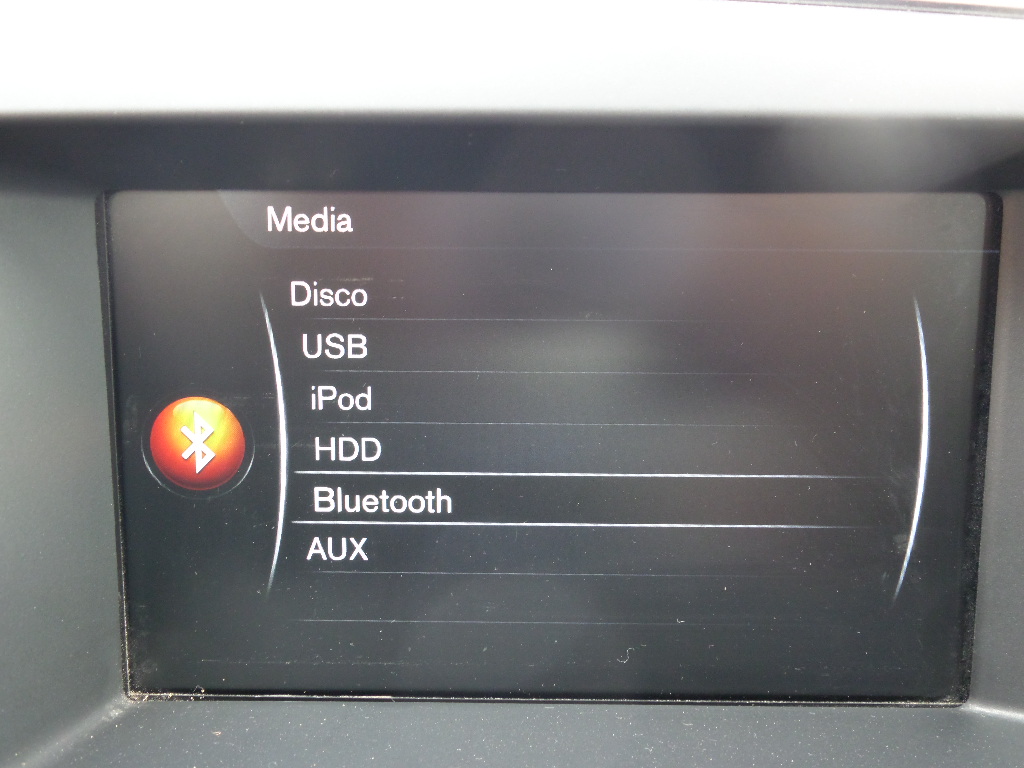 Media
Disco
USB
iPod
HDD
Bluetooth
AUX